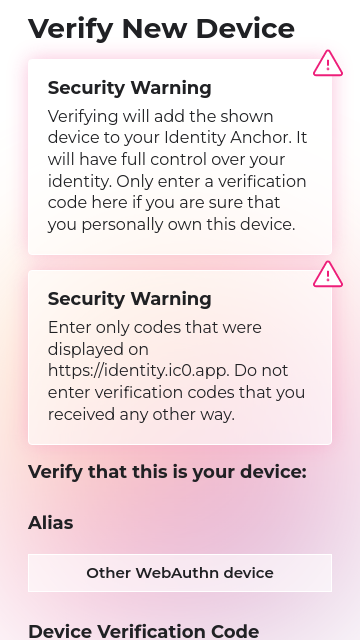 Verify New Device
Security Warning
Verifying will add the shown
device to your Identity Anchor. It
will have full control over your
identity. Only enter a verification
code here if you are sure that
you personally own this device.
Security Warning
Enter only codes that were
displayed on
https://identity.ic0.app. Do not
enter verification codes that you
received any other way.
Verify that this is your device:
Alias
Other WebAuthn device
Device Verification Code